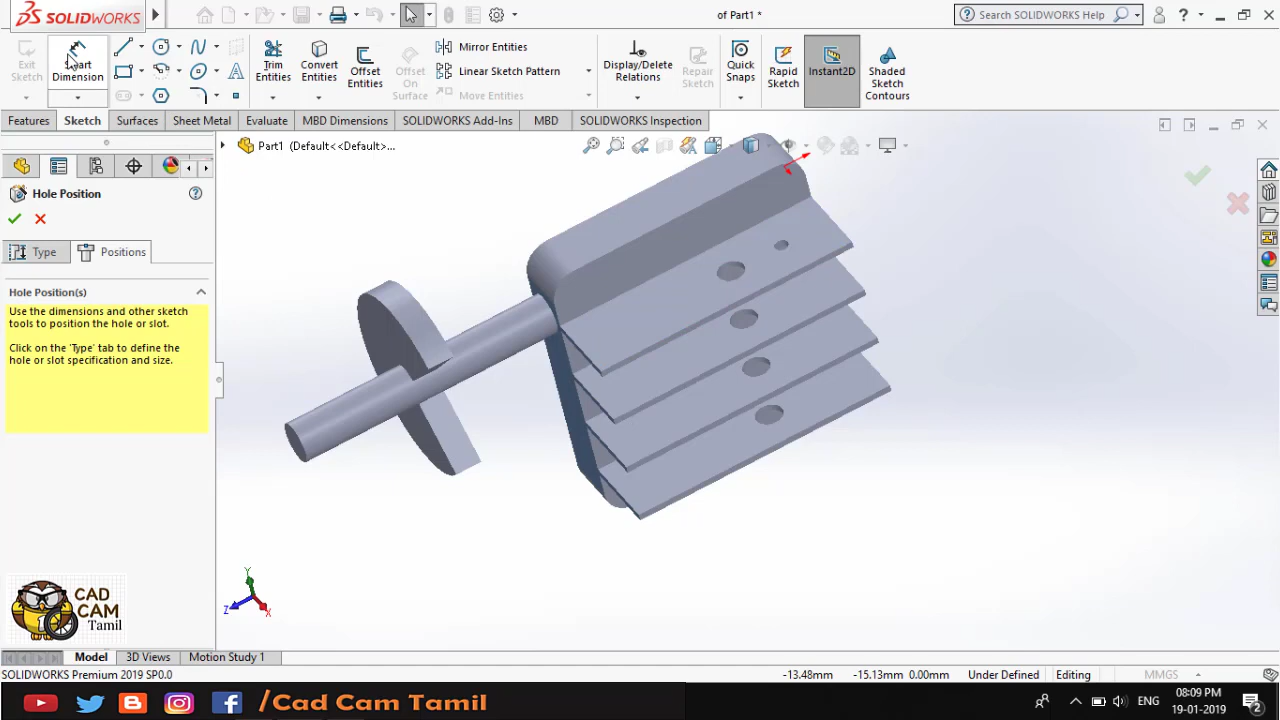 SOLIDWORKS
of Part1 *
Search SOLIDWORKS Help
?
Exit Sketch
Dimension
Trim Entities
Convert Entities
Offset Entities
Offset On Surface
Mirror Entities
Linear Sketch Pattern
Move Entities
Display/Delete Relations
Repair Sketch
Quick Snaps
Rapid Sketch
Instant2D
Shaded Sketch Contours
Features
Sketch
Surfaces
Sheet Metal
Evaluate
MBD Dimensions
SOLIDWORKS Add-Ins
MBD
SOLIDWORKS Inspection
Part1 (Default<<Default>...
Hole Position
Type
Positions
Hole Position(s)
Use the dimensions and other sketch
tools to position the hole or slot.
Click on the 'Type' tab to define the
hole or slot specification and size.
Y
Z
X
CAD
CAM
Tamil
Model
3D Views
Motion Study 1
SOLIDWORKS Premium 2019 SP0.0
-13.48mm
-15.13mm
0.00mm
Under Defined
Editing
MMGS
/Cad Cam Tamil
ENG
08:09 PM
19-01-2019
2